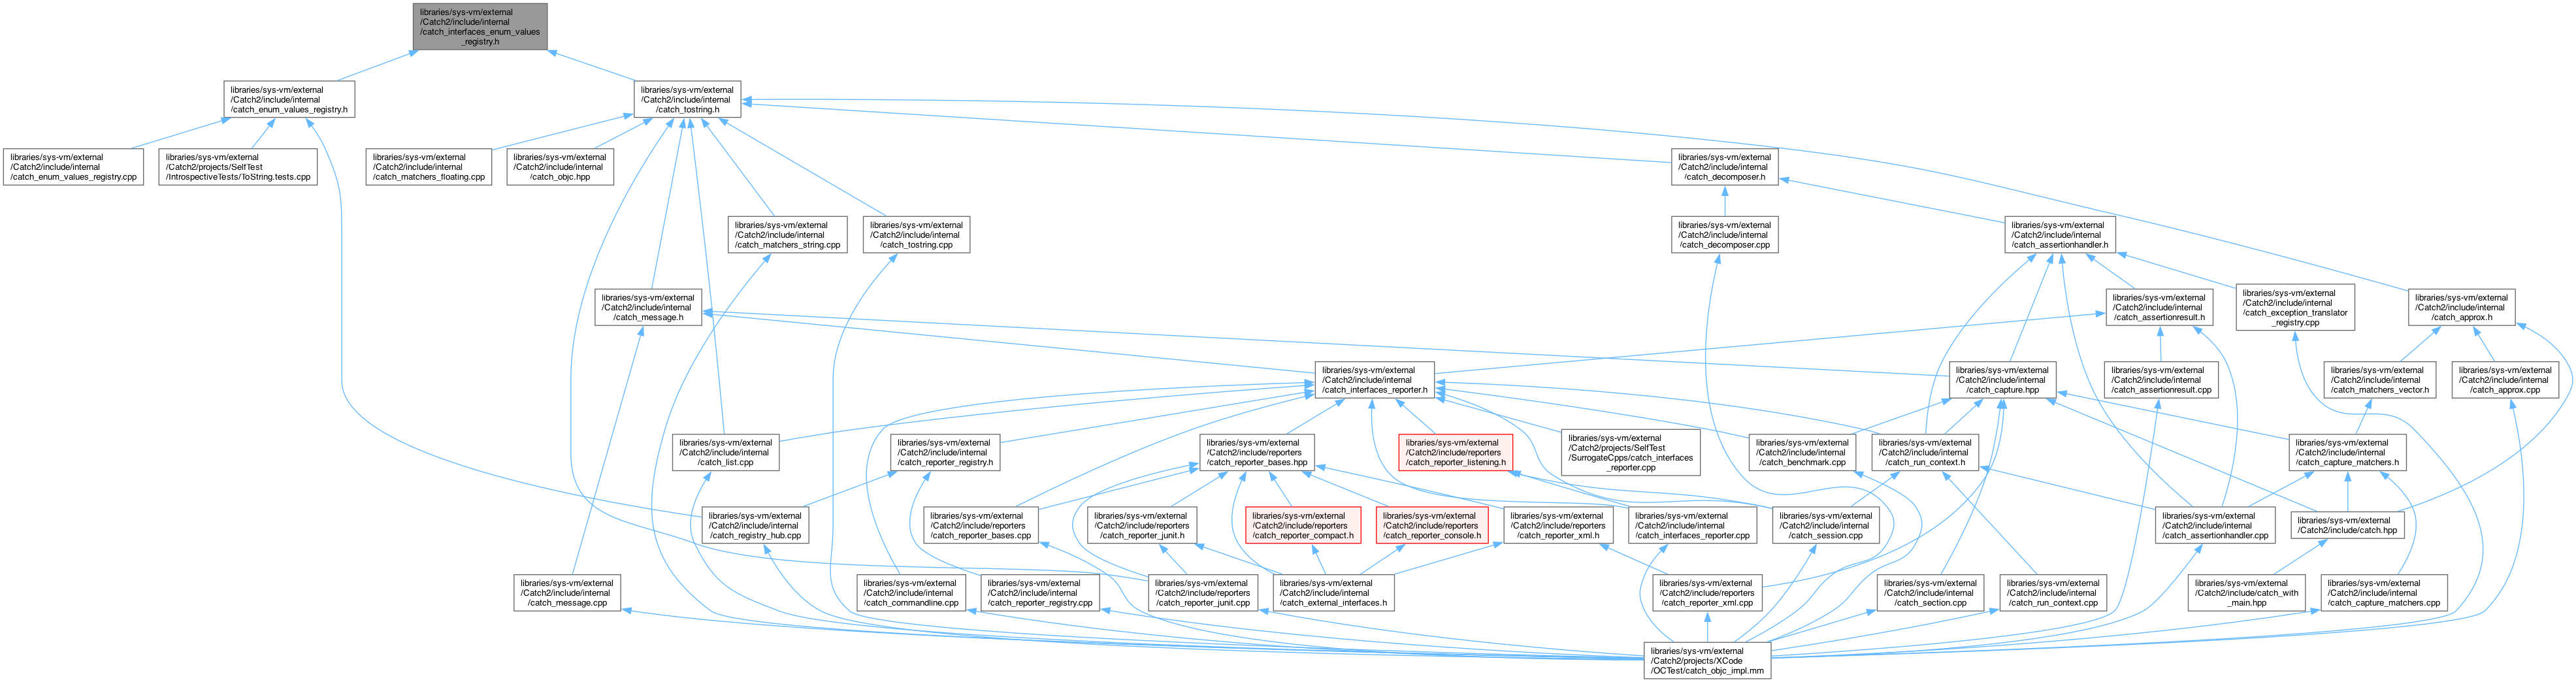 libraries/sys-vm/external
/Catch2/include/internal
/catch_interfaces_enum_values
_registry.h
libraries/sys-vm/external
/Catch2/include/internal
/catch_enum_values_registry.h
libraries/sys-vm/external
/Catch2/include/internal
/catch_tostring.h
libraries/sys-vm/external
/Catch2/include/internal
/catch_enum_values_registry.cpp
libraries/sys-vm/external
/Catch2/projects/SelfTest
/IntrospectiveTests/ToString.tests.cpp
libraries/sys-vm/external
/Catch2/include/internal
/catch_matchers_floating.cpp
libraries/sys-vm/external
/Catch2/include/internal
/catch_objc.hpp
libraries/sys-vm/external
/Catch2/include/internal
/catch_decomposer.h
libraries/sys-vm/external
/Catch2/include/internal
/catch_matchers_string.cpp
libraries/sys-vm/external
/Catch2/include/internal
/catch_tostring.cpp
libraries/sys-vm/external
/Catch2/include/internal
/catch_decomposer.cpp
libraries/sys-vm/external
/Catch2/include/internal
/catch_assertionhandler.h
libraries/sys-vm/external
/Catch2/include/internal
/catch_message.h
libraries/sys-vm/external
/Catch2/include/internal
/catch_assertionresult.h
libraries/sys-vm/external
/Catch2/include/internal
/catch_exception_translator
_registry.cpp
libraries/sys-vm/external
/Catch2/include/internal
/catch_approx.h
libraries/sys-vm/external
/Catch2/include/internal
/catch_interfaces_reporter.h
libraries/sys-vm/external
/Catch2/include/internal
/catch_capture.hpp
libraries/sys-vm/external
/Catch2/include/internal
/catch_assertionresult.cpp
libraries/sys-vm/external
/Catch2/include/internal
/catch_matchers_vector.h
libraries/sys-vm/external
/Catch2/include/internal
/catch_approx.cpp
libraries/sys-vm/external
/Catch2/include/internal
/catch_list.cpp
libraries/sys-vm/external
/Catch2/include/internal
/catch_reporter_registry.h
libraries/sys-vm/external
/Catch2/include/reporters
/catch_reporter_bases.hpp
libraries/sys-vm/external
/Catch2/include/reporters
/catch_reporter_listening.h
libraries/sys-vm/external
/Catch2/projects/SelfTest
/SurrogateCpps/catch_interfaces
_reporter.cpp
libraries/sys-vm/external
/Catch2/include/internal
/catch_benchmark.cpp
libraries/sys-vm/external
/Catch2/include/internal
/catch_run_context.h
libraries/sys-vm/external
/Catch2/include/internal
/catch_capture_matchers.h
libraries/sys-vm/external
/Catch2/include/internal
/catch_registry_hub.cpp
libraries/sys-vm/external
/Catch2/include/reporters
/catch_reporter_bases.cpp
libraries/sys-vm/external
/Catch2/include/reporters
/catch_reporter_junit.h
libraries/sys-vm/external
/Catch2/include/reporters
/catch_reporter_compact.h
libraries/sys-vm/external
/Catch2/include/reporters
/catch_reporter_console.h
libraries/sys-vm/external
/Catch2/include/reporters
/catch_reporter_xml.h
libraries/sys-vm/external
/Catch2/include/internal
/catch_interfaces_reporter.cpp
libraries/sys-vm/external
/Catch2/include/internal
/catch_session.cpp
libraries/sys-vm/external
/Catch2/include/internal
/catch_assertionhandler.cpp
libraries/sys-vm/external
/Catch2/include/catch.hpp
libraries/sys-vm/external
/Catch2/include/internal
/catch_message.cpp
libraries/sys-vm/external
/Catch2/include/internal
/catch_commandline.cpp
libraries/sys-vm/external
/Catch2/include/internal
/catch_reporter_registry.cpp
libraries/sys-vm/external
/Catch2/include/reporters
/catch_reporter_junit.cpp
libraries/sys-vm/external
/Catch2/include/internal
/catch_external_interfaces.h
libraries/sys-vm/external
/Catch2/include/reporters
/catch_reporter_xml.cpp
libraries/sys-vm/external
/Catch2/include/internal
/catch_section.cpp
libraries/sys-vm/external
/Catch2/include/internal
/catch_run_context.cpp
libraries/sys-vm/external
/Catch2/include/catch_with
_main.hpp
libraries/sys-vm/external
/Catch2/include/internal
/catch_capture_matchers.cpp
libraries/sys-vm/external
/Catch2/projects/XCode
/OCTest/catch_objc_impl.mm